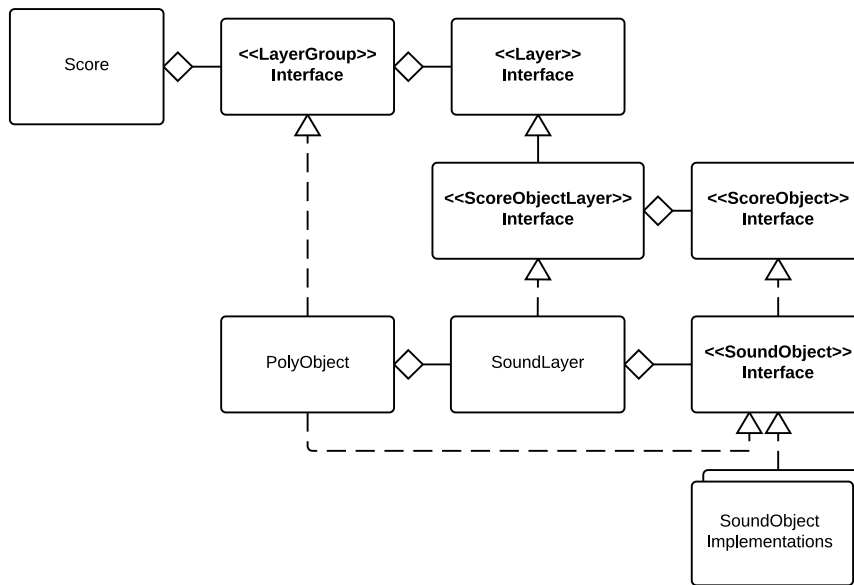 Score
<<LayerGroup>>
Interface
<<Layer>>
Interface
<<ScoreObjectLayer>>
Interface
<<ScoreObject>>
Interface
PolyObject
SoundLayer
<<SoundObject>>
Interface
SoundObject
Implementations